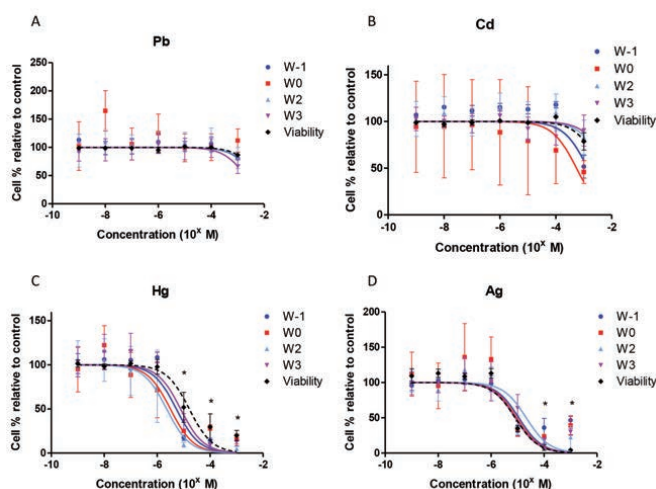 A
Pb
Cell % relative to control
250
200
150
100
50
0
-10
-8
-6
-4
-2
Concentration (10ˣ M)
W-1
W0
W2
W3
Viability
B
Cd
Cell % relative to control
150
100
50
0
-10
-8
-6
-4
-2
Concentration (10ˣ M)
W-1
W0
W2
W3
Viability
C
Hg
Cell % relative to control
150
100
50
0
-10
-8
-6
-4
-2
* * *
Concentration (10ˣ M)
W-1
W0
W2
W3
Viability
D
Ag
Cell % relative to control
200
150
100
50
0
-10
-8
-6
-4
-2
* *
Concentration (10ˣ M)
W-1
W0
W2
W3
Viability